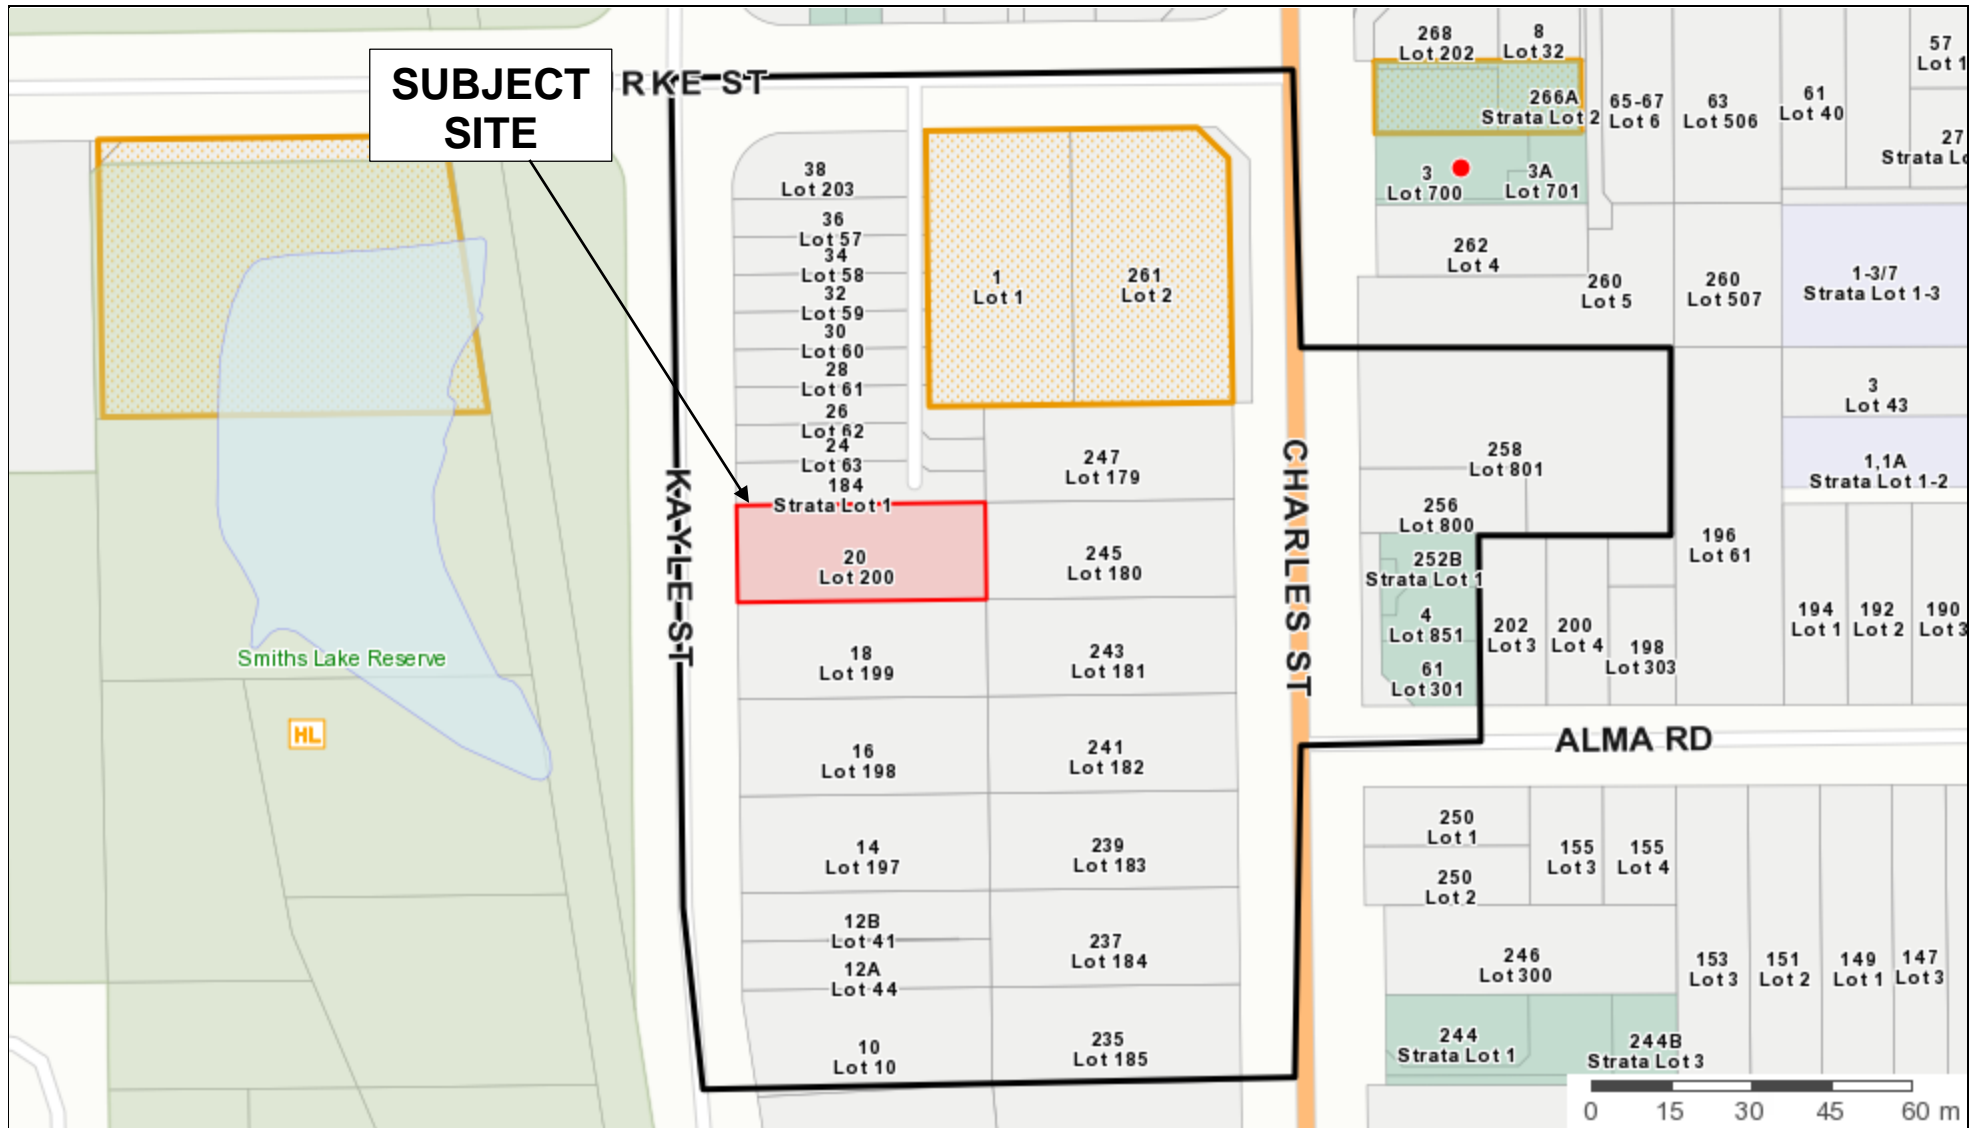 SUBJECT
SITE
RKE ST
KAYLE ST
CHARLES ST
ALMA RD
Smiths Lake Reserve
HL
38
Lot 203
36
Lot 57
34
Lot 58
32
Lot 59
30
Lot 60
28
Lot 61
26
Lot 62
24
Lot 63
184
Strata Lot 1
20
Lot 200
18
Lot 199
16
Lot 198
14
Lot 197
12B
Lot 41
12A
Lot 44
10
Lot 10
1
Lot 1
261
Lot 2
247
Lot 179
245
Lot 180
243
Lot 181
241
Lot 182
239
Lot 183
237
Lot 184
235
Lot 185
268
Lot 202
8
Lot 32
266A
Strata Lot 2
3
Lot 700
3A
Lot 701
262
Lot 4
260
Lot 5
65-67
Lot 6
63
Lot 506
61
Lot 40
57
Lot 1
27
Strata Lo
260
Lot 507
1-3/7
Strata Lot 1-3
3
Lot 43
1,1A
Strata Lot 1-2
258
Lot 801
256
Lot 800
252B
Strata Lot 1
4
Lot 851
61
Lot 301
202
Lot 3
200
Lot 4
198
Lot 303
196
Lot 61
194
Lot 1
192
Lot 2
190
Lot 3
250
Lot 1
250
Lot 2
155
Lot 3
155
Lot 4
246
Lot 300
244
Strata Lot 1
244B
Strata Lot 3
153
Lot 3
151
Lot 2
149
Lot 1
147
Lot 3
0 15 30 45 60 m